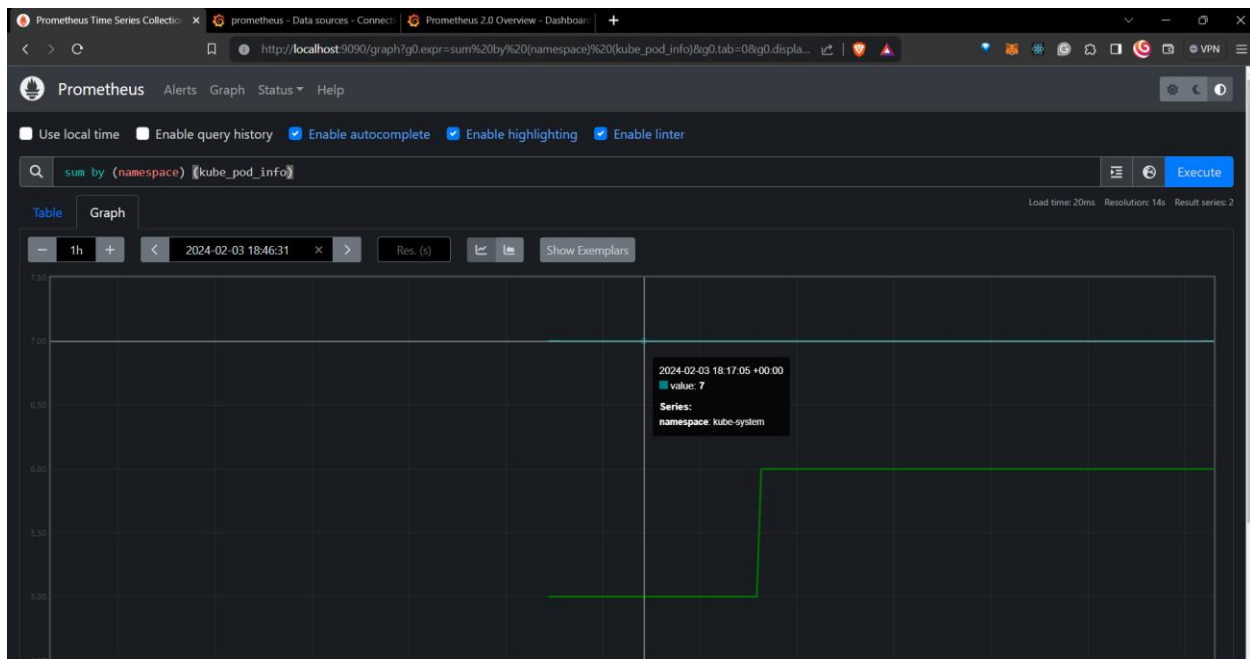 Prometheus Time Series Collectio
prometheus - Data sources - Connecti
Prometheus 2.0 Overview - Dashboard
http://localhost:9090/graph?g0.expr=sum%20by%20(namespace)%20(kube_pod_info)&g0.tab=0&g0.displa...
VPN
Prometheus Alerts Graph Status Help
Use local time Enable query history Enable autocomplete Enable highlighting Enable linter
sum by (namespace) (kube_pod_info)
Execute
Load time: 20ms Resolution: 14s Result series: 2
Table Graph
− 1h + < 2024-02-03 18:46:31 × > Res. (s) Show Exemplars
7.50
7.00
2024-02-03 18:17:05 +00:00
value: 7
Series:
namespace: kube-system
6.50
6.00
5.50
5.00